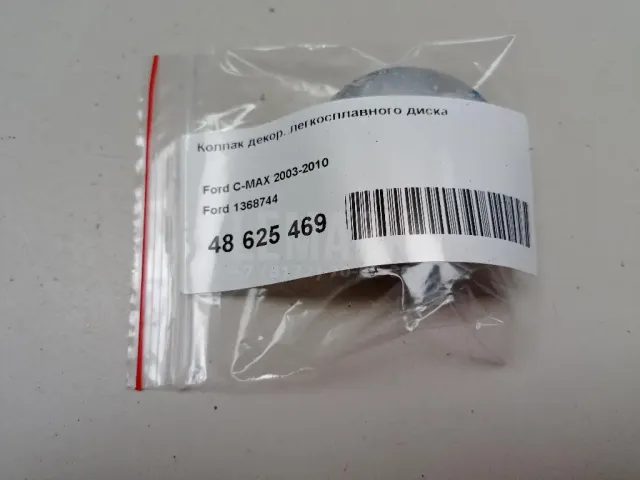 Колпак декор. легкосплавного диска
Ford C-MAX 2003-2010
Ford 1368744
48 625 469